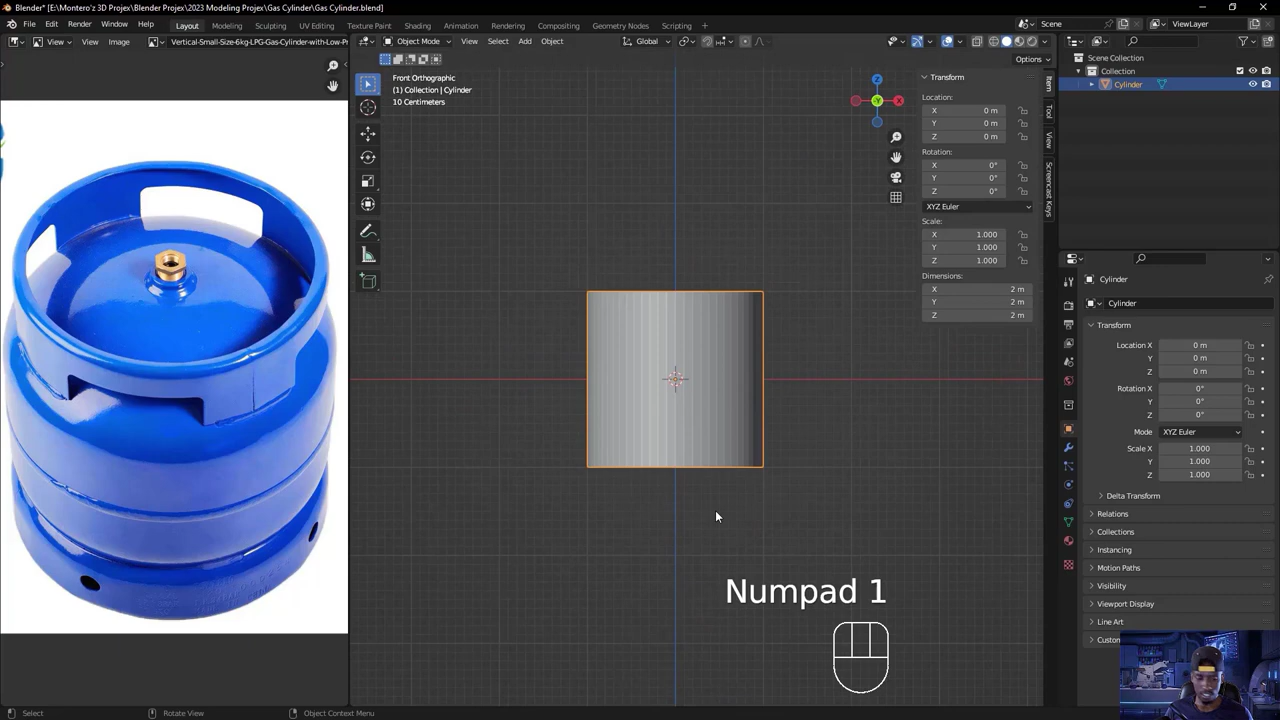 Blender* [E:\Montero'z 3D Projex\Blender Projex\2023 Modeling Projex\Gas Cylinder\Gas Cylinder.blend]
File Edit Render Window Help Layout Modeling Sculpting UV Editing Texture Paint Shading Animation Rendering Compositing Geometry Nodes Scripting + Scene ViewLayer
View View Image Vertical-Small-Size-6kg-LPG-Gas-Cylinder-with-Low-Pr Object Mode View Select Add Object Global
Options
Front Orthographic
(1) Collection | Cylinder
10 Centimeters
Z
-Y
X
Transform
Location:
X 0 m
Y 0 m
Z 0 m
Rotation:
X 0°
Y 0°
Z 0°
XYZ Euler
Scale:
X 1.000
Y 1.000
Z 1.000
Dimensions:
X 2 m
Y 2 m
Z 2 m
Item
Tool
View
Screencast Keys
Scene Collection
Collection
Cylinder
Cylinder
Cylinder
Transform
Location X 0 m
Y 0 m
Z 0 m
Rotation X 0°
Y 0°
Z 0°
Mode XYZ Euler
Scale X 1.000
Y 1.000
Z 1.000
Delta Transform
Relations
Collections
Instancing
Motion Paths
Visibility
Viewport Display
Line Art
Custo
Numpad 1
Select Rotate View Object Context Menu